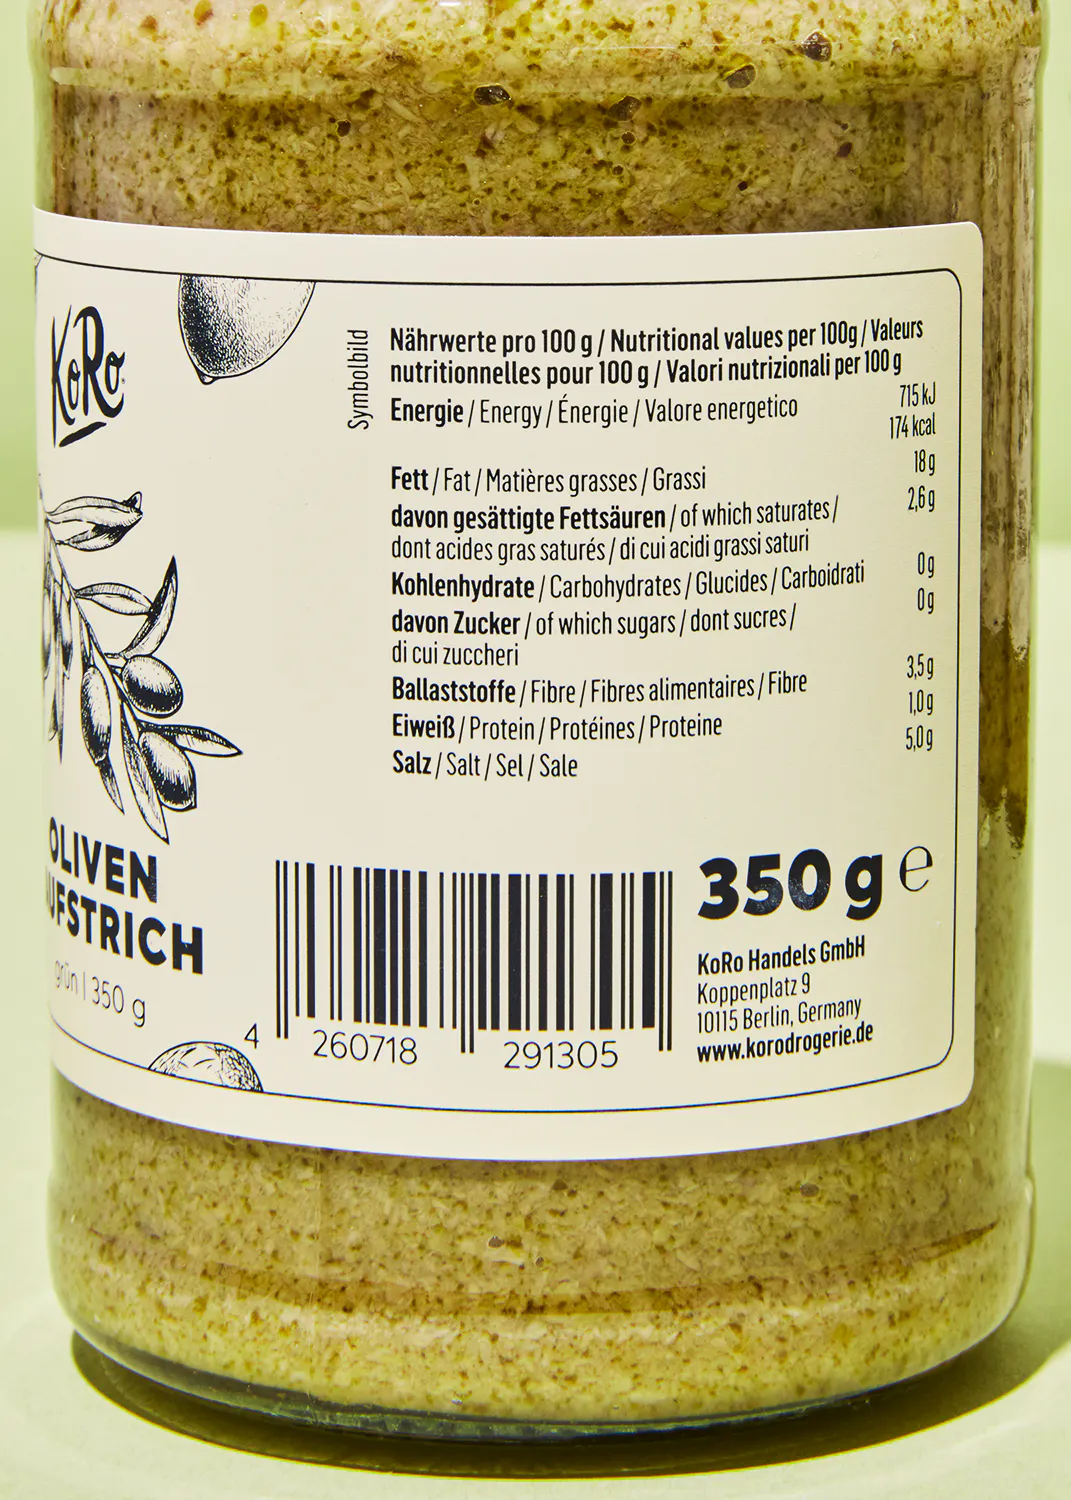 KoRo
OLIVEN
UFSTRICH
grün | 350 g
Symbolbild
Nährwerte pro 100 g / Nutritional values per 100g / Valeurs
nutritionnelles pour 100 g / Valori nutrizionali per 100 g
Energie / Energy / Énergie / Valore energetico 715 kJ
174 kcal
Fett / Fat / Matières grasses / Grassi 18 g
davon gesättigte Fettsäuren / of which saturates / 2,6 g
dont acides gras saturés / di cui acidi grassi saturi
Kohlenhydrate / Carbohydrates / Glucides / Carboidrati 0 g
davon Zucker / of which sugars / dont sucres / 0 g
di cui zuccheri
Ballaststoffe / Fibre / Fibres alimentaires / Fibre 3,5 g
Eiweiß / Protein / Protéines / Proteine 1,0 g
Salz / Salt / Sel / Sale 5,0 g
4 260718 291305
350 g e
KoRo Handels GmbH
Koppenplatz 9
10115 Berlin, Germany
www.korodrogerie.de